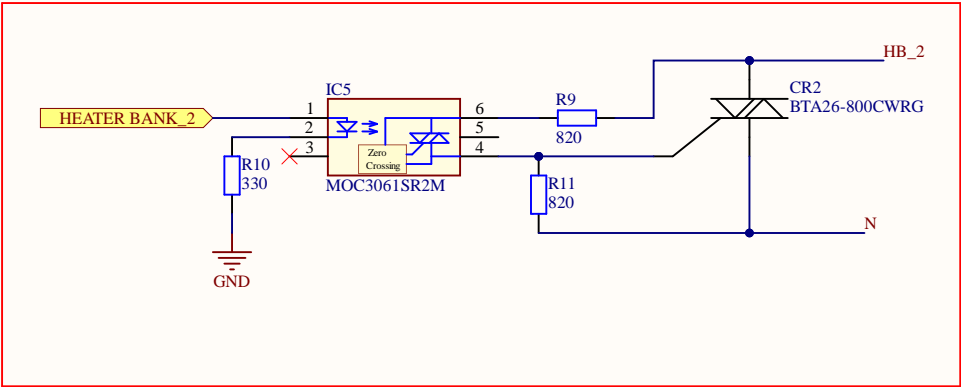 HB_2
CR2
BTA26-800CWRG
IC5
R9
820
HEATER BANK_2
1
2
3
6
5
4
Zero
Crossing
MOC3061SR2M
R10
330
R11
820
N
GND